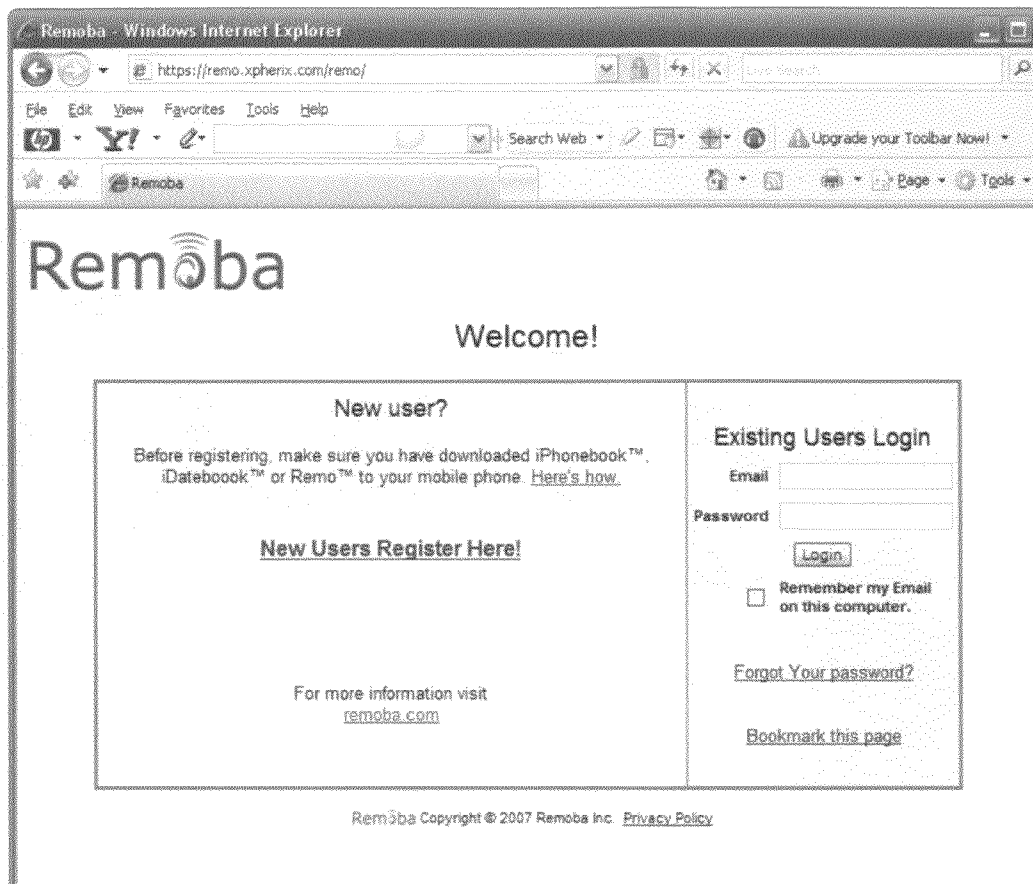 Remoba - Windows Internet Explorer
https://remo.xpherix.com/remo/
Live Search
File Edit View Favorites Tools Help
Y! Search Web Upgrade your Toolbar Now!
Remoba Page Tools
Remoba
Welcome!
New user?
Before registering, make sure you have downloaded iPhonebook™,
iDateboook™ or Remo™ to your mobile phone. Here's how.
New Users Register Here!
For more information visit
remoba.com
Existing Users Login
Email
Password
Login
Remember my Email
on this computer.
Forgot Your password?
Bookmark this page
Remoba Copyright © 2007 Remoba Inc. Privacy Policy